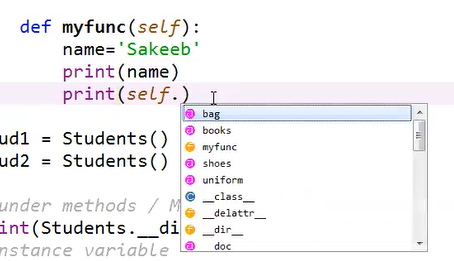 def myfunc(self):
name='Sakeeb'
print(name)
print(self.)
bag
books
myfunc
shoes
uniform
__class__
__delattr__
__dir__
__doc
ud1 = Students()
ud2 = Students()
under methods / M
int(Students.__di
nstance variable